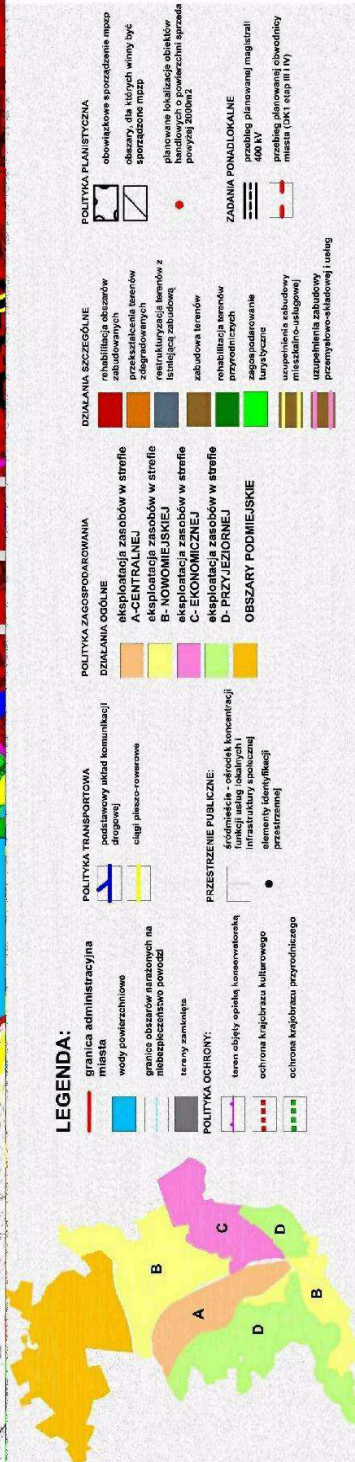 LEGENDA:
granica administracyjna
miasta
wody powierzchniowe
granice obszarów narażonych na
niebezpieczeństwo powodzi
tereny zamknięte
POLITYKA OCHRONY:
teren objęty opieką konserwatorską
ochrona krajobrazu kulturowego
ochrona krajobrazu przyrodniczego
POLITYKA TRANSPORTOWA
podstawowy układ komunikacji
drogowej
ciągi pieszo-rowerowe
PRZESTRZENIE PUBLICZNE:
śródmieście - ośrodek koncentracji
funkcji usług lokalnych i
infrastruktury społecznej
elementy identyfikacji
przestrzennej
POLITYKA ZAGOSPODAROWANIA
DZIAŁANIA OGÓLNE
eksploatacja zasobów w strefie
A-CENTRALNEJ
eksploatacja zasobów w strefie
B- NOWOMIEJSKIEJ
eksploatacja zasobów w strefie
C- EKONOMICZNEJ
eksploatacja zasobów w strefie
D- PRZYJEZIORNEJ
OBSZARY PODMIEJSKIE
DZIAŁANIA SZCZEGÓLNE
rehabilitacja obszarów
zabudowanych
przekształcenia terenów
zdegradowanych
restrukturyzacja terenów z
istniejącą zabudową
zabudowa terenów
rehabilitacja terenów
przyrodniczych
zagospodarowanie
turystyczne
uzupełnienia zabudowy
mieszkalno-usługowej
uzupełnienia zabudowy
przemysłowo-składowej i usług
POLITYKA PLANISTYCZNA
obowiązkowe sporządzenie mpzp
obszary, dla których winny być
sporządzone mpzp
planowane lokalizacje obiektów
handlowych o powierzchni sprzeda
powyżej 2000m2
ZADANIA PONADLOKALNE
przebieg planowanej magistrali
400 kV
przebieg planowanej obwodnicy
miasta (DK1 etap III i IV)
B
A
C
D
D
B